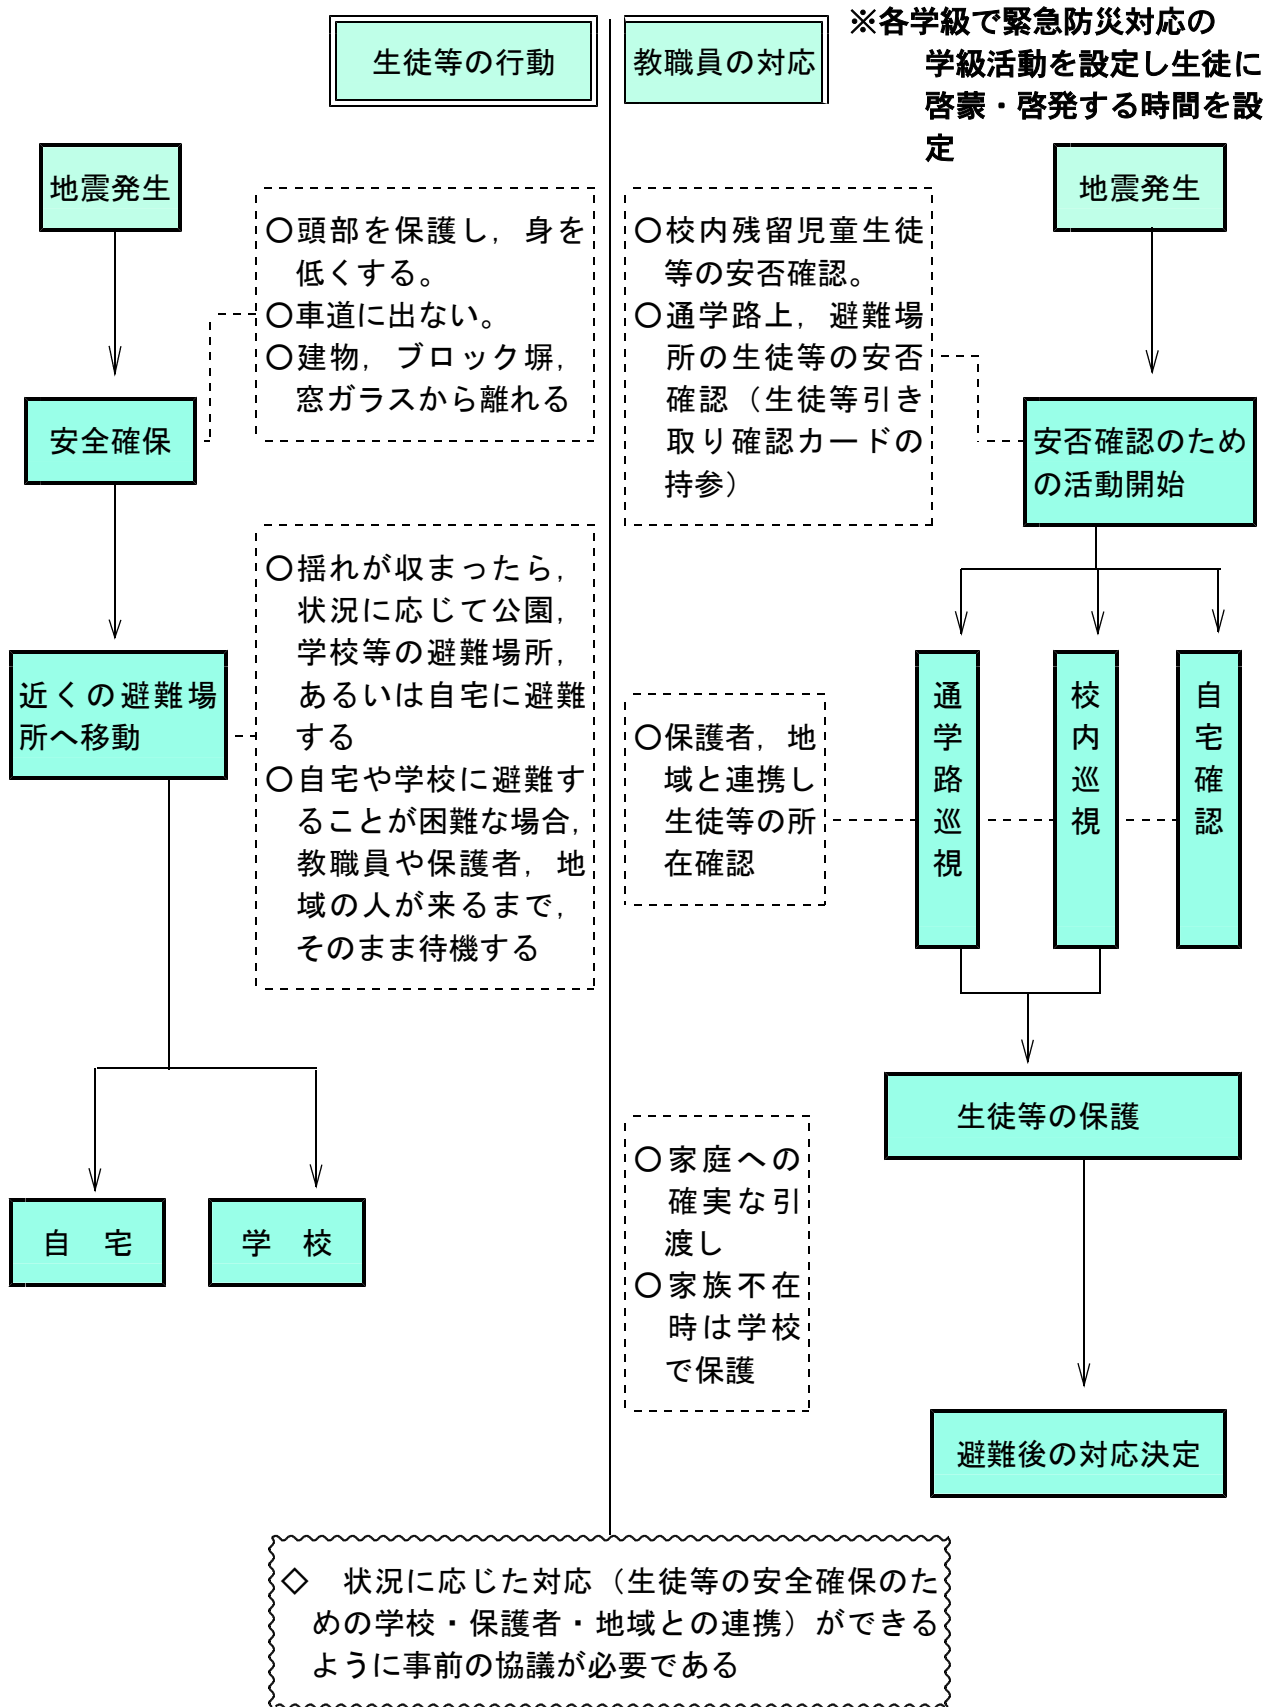 生徒等の行動
教職員の対応
※各学級で緊急防災対応の
学級活動を設定し生徒に
啓蒙・啓発する時間を設
定
地震発生
〇頭部を保護し，身を
低くする。
〇車道に出ない。
〇建物，ブロック塀，
窓ガラスから離れる
安全確保
〇揺れが収まったら，
状況に応じて公園，
学校等の避難場所，
あるいは自宅に避難
する
〇自宅や学校に避難す
ることが困難な場合，
教職員や保護者，地
域の人が来るまで，
そのまま待機する
近くの避難場
所へ移動
自　宅
学　校
地震発生
〇校内残留児童生徒
等の安否確認。
〇通学路上，避難場
所の生徒等の安否
確認（生徒等引き
取り確認カードの
持参）
安否確認のため
の活動開始
通学路巡視
校内巡視
自宅確認
〇保護者，地
域と連携し
生徒等の所
在確認
生徒等の保護
〇家庭への
確実な引
渡し
〇家族不在
時は学校
で保護
避難後の対応決定
◇　状況に応じた対応（生徒等の安全確保のた
めの学校・保護者・地域との連携）ができる
ように事前の協議が必要である